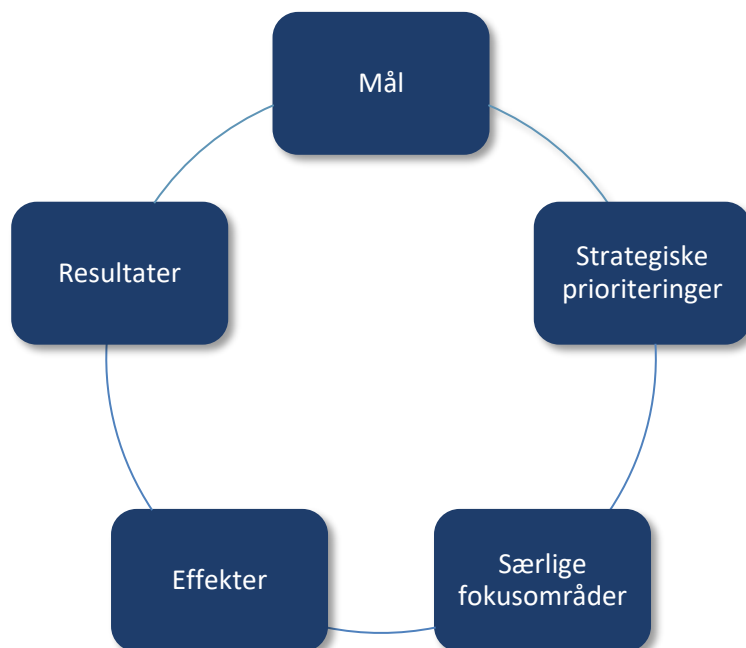 Mål
Strategiske
prioriteringer
Særlige
fokusområder
Effekter
Resultater